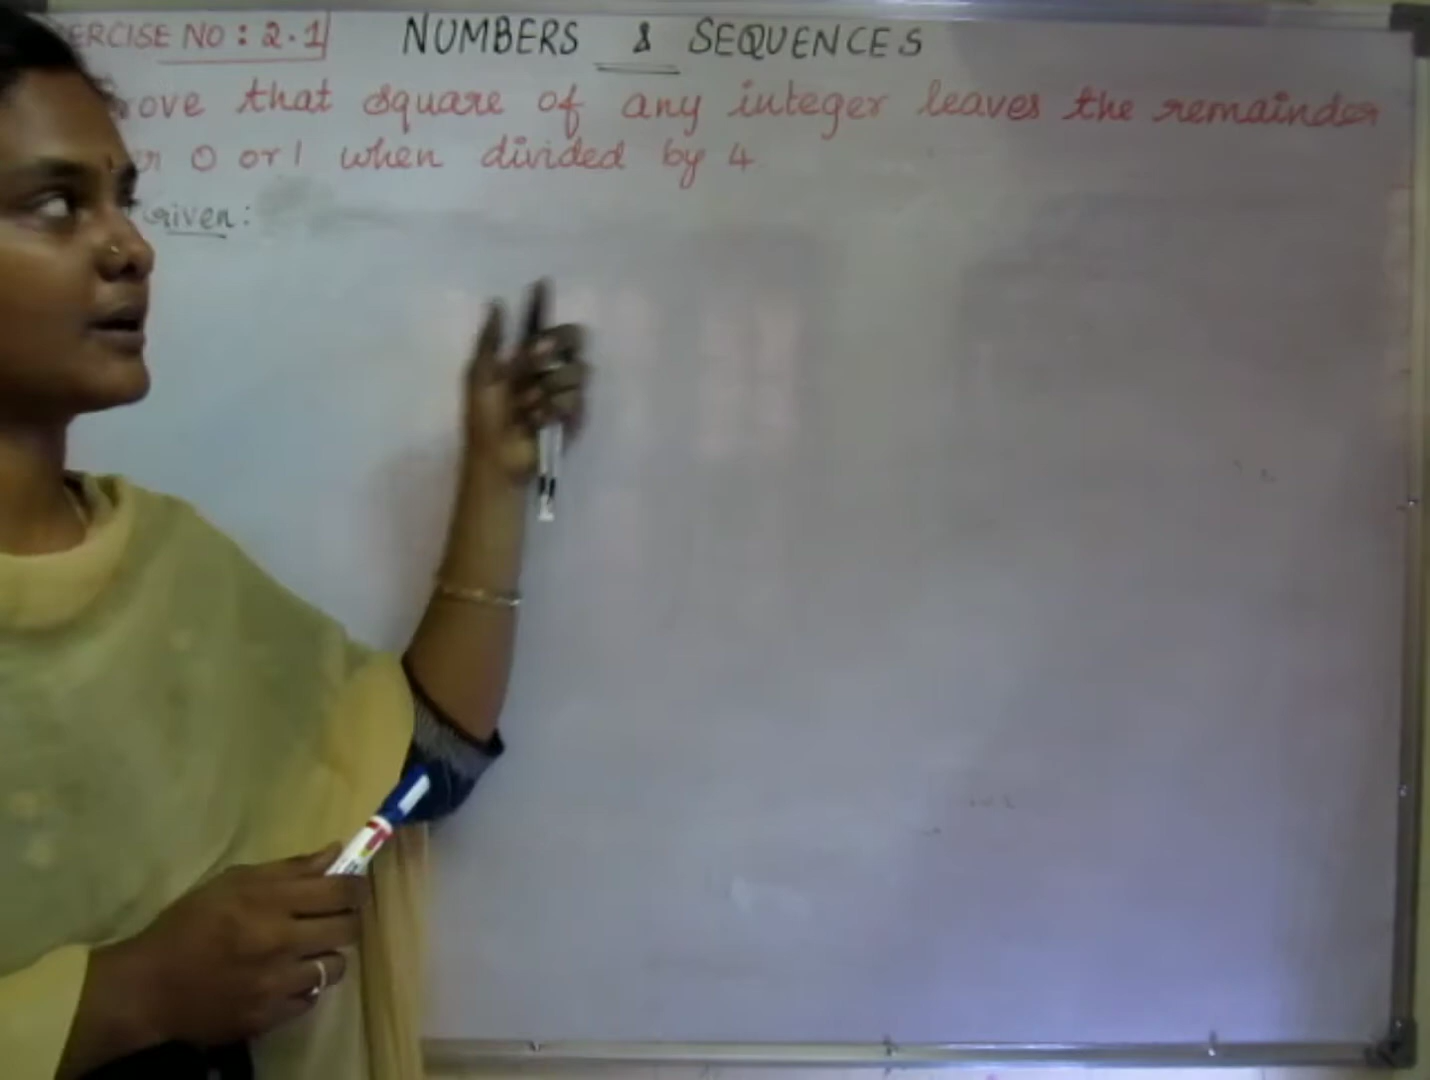 ERCISE NO : 2.1 NUMBERS & SEQUENCES
rove that square of any integer leaves the remainder
er 0 or 1 when divided by 4
Given :